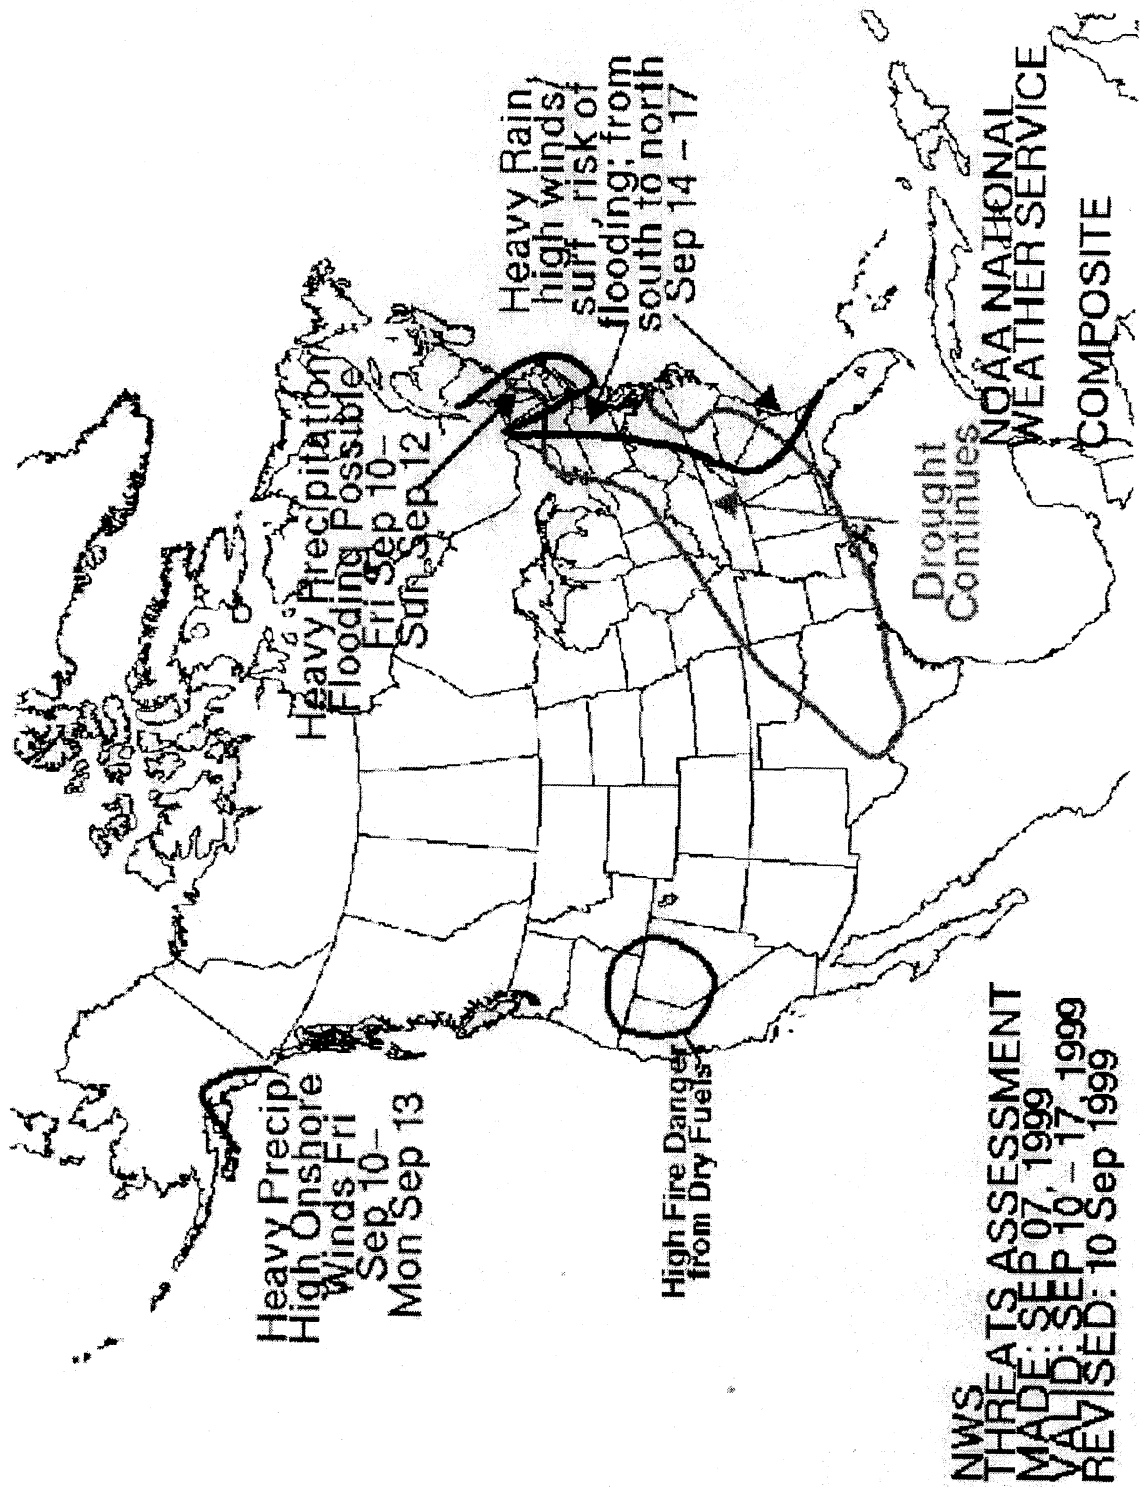 Heavy Precipitation
Flooding Possible
Fri Sep 10-
Sun Sep 12
Heavy Rain,
high winds/
surf, risk of
flooding; from
south to north
Sep 14 - 17
Heavy Precip/
High Onshore
Winds Fri
Sep 10-
Mon Sep 13
High Fire Danger
from Dry Fuels
Drought
Continues
NWS
THREATS ASSESSMENT
MADE: SEP 07, 1999
VALID: SEP 10 - 17, 1999
REVISED: 10 Sep 1999
NOAA NATIONAL
WEATHER SERVICE
COMPOSITE